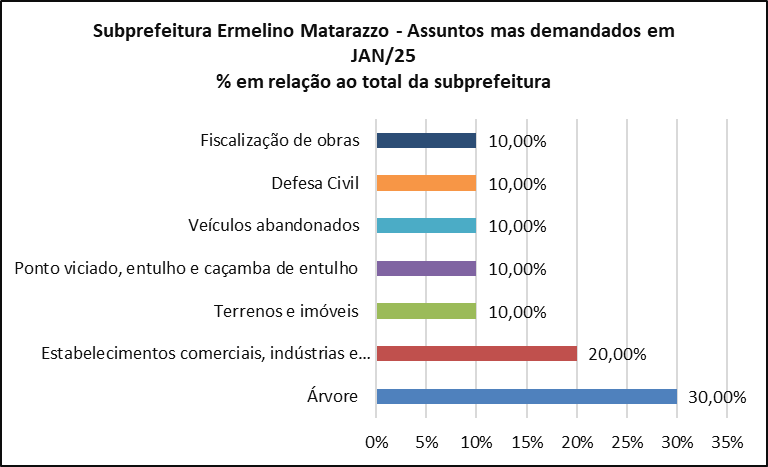 Subprefeitura Ermelino Matarazzo - Assuntos mas demandados em
JAN/25
% em relação ao total da subprefeitura
Fiscalização de obras 10,00%
Defesa Civil 10,00%
Veículos abandonados 10,00%
Ponto viciado, entulho e caçamba de entulho 10,00%
Terrenos e imóveis 10,00%
Estabelecimentos comerciais, indústrias e... 20,00%
Árvore 30,00%
0% 5% 10% 15% 20% 25% 30% 35%